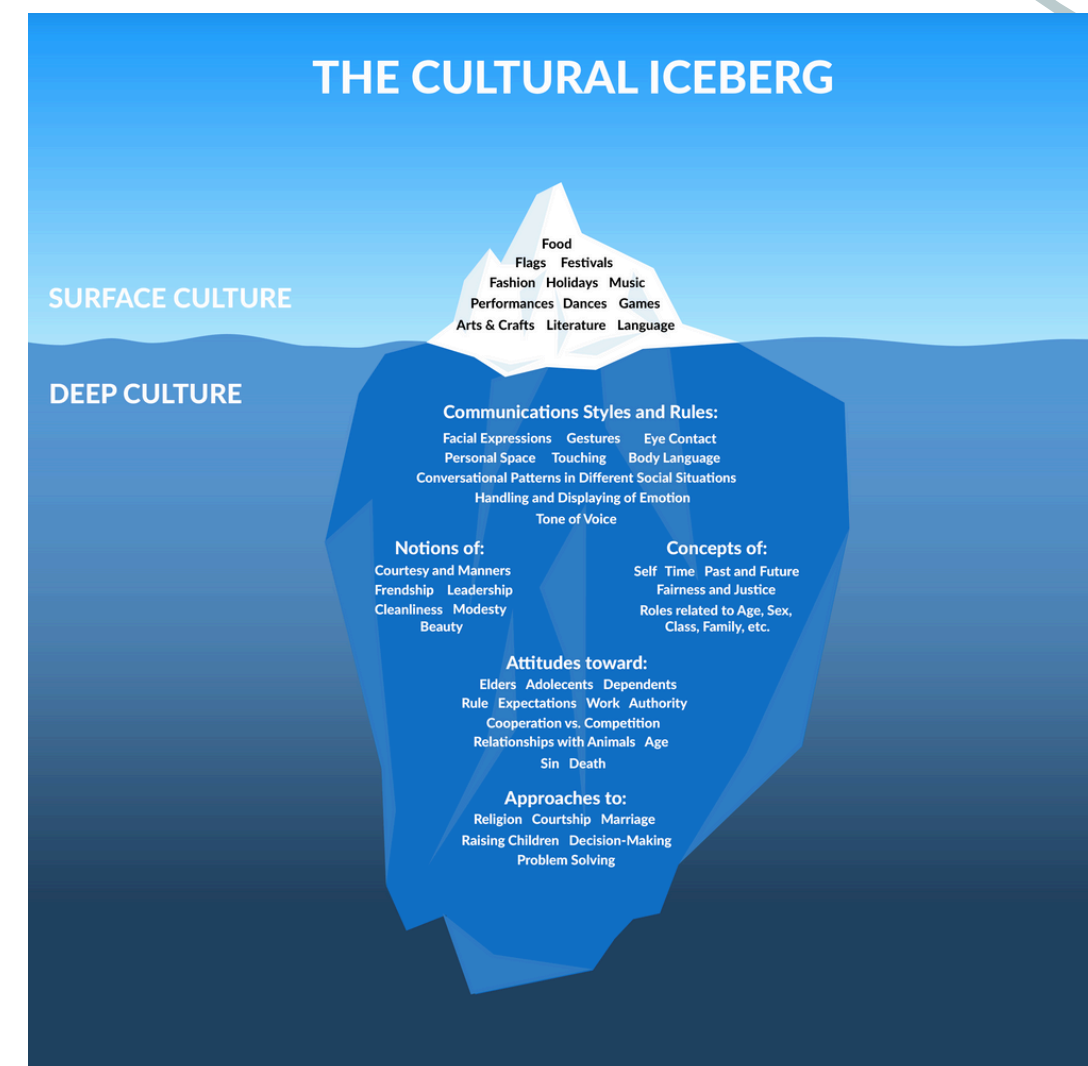 THE CULTURAL ICEBERG
Food
Flags Festivals
Fashion Holidays Music
SURFACE CULTURE
Performances Dances Games
Arts & Crafts Literature Language
DEEP CULTURE
Communications Styles and Rules:
Facial Expressions Gestures Eye Contact
Personal Space Touching Body Language
Conversational Patterns in Different Social Situations
Handling and Displaying of Emotion
Tone of Voice
Notions of:
Courtesy and Manners
Frendship Leadership
Cleanliness Modesty
Beauty
Concepts of:
Self Time Past and Future
Fairness and Justice
Roles related to Age, Sex,
Class, Family, etc.
Attitudes toward:
Elders Adolecents Dependents
Rule Expectations Work Authority
Cooperation vs. Competition
Relationships with Animals Age
Sin Death
Approaches to:
Religion Courtship Marriage
Raising Children Decision-Making
Problem Solving